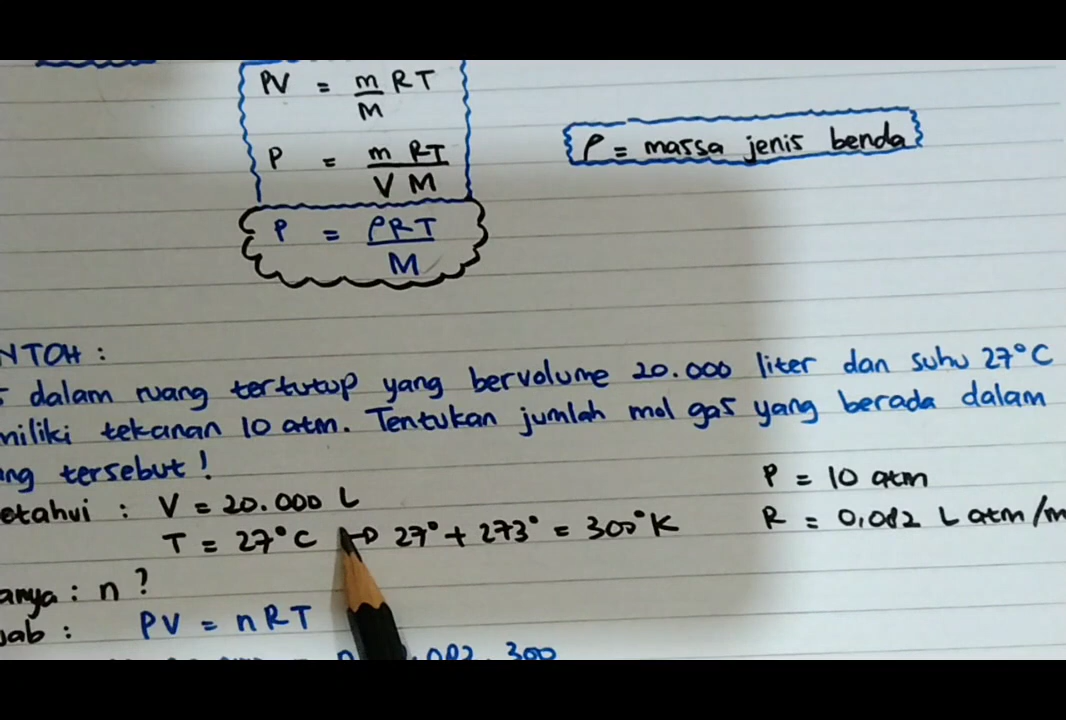 PV = m/M RT
P = m RT / V M
P = ρRT / M
ρ = massa jenis benda
NTOH :
dalam ruang tertutup yang bervolume 20.000 liter dan suhu 27°C
miliki tekanan 10 atm. Tentukan jumlah mol gas yang berada dalam
ng tersebut !
etahui : V = 20.000 L
P = 10 atm
T = 27°C → 27° + 273° = 300°K
R = 0,082 L atm/m
anya : n ?
wab : PV = nRT
300